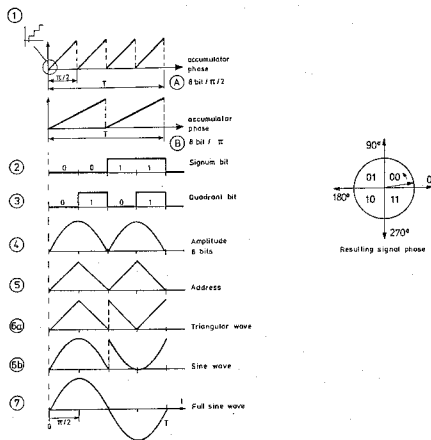 1
accumulator
phase
π/2
T
A
8 bit / π/2
accumulator
phase
T
B
8 bit / π
2
0 0 1 1
Signum bit
3
0 1 0 1
Quadrant bit
4
Amplitude
8 bits
5
Address
6a
Triangular wave
6b
Sine wave
7
Full sine wave
t
0
π/2
T
90°
01 00
0
180°
10 11
270°
Resulting signal phase